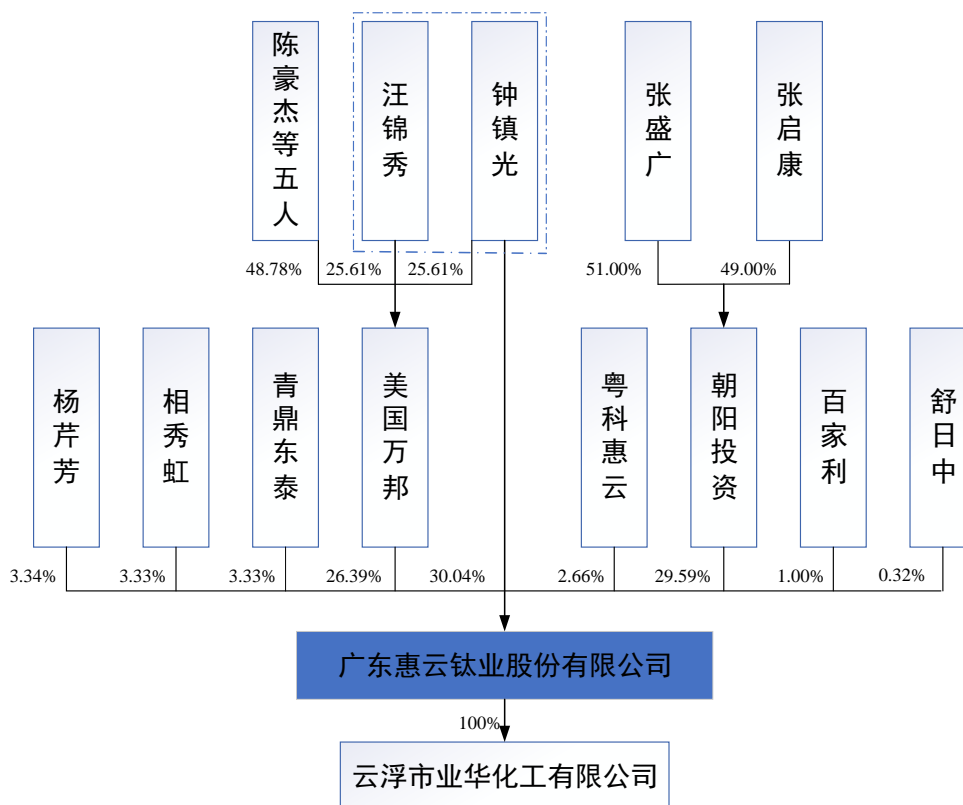 陈豪杰等五人
汪锦秀
钟镇光
张盛广
张启康
48.78%
25.61%
25.61%
51.00%
49.00%
杨芹芳
相秀虹
青鼎东泰
美国万邦
粤科惠云
朝阳投资
百家利
舒日中
3.34%
3.33%
3.33%
26.39%
30.04%
2.66%
29.59%
1.00%
0.32%
广东惠云钛业股份有限公司
100%
云浮市业华化工有限公司